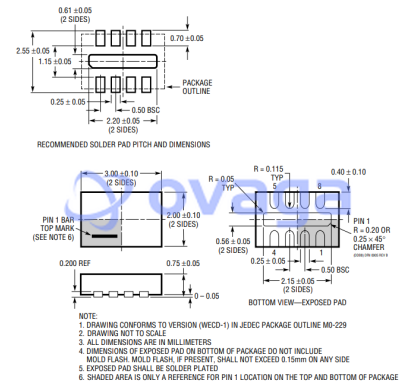 0.61 ±0.05
(2 SIDES)
0.70 ±0.05
2.55 ±0.05
1.15 ±0.05
PACKAGE
OUTLINE
0.25 ± 0.05
0.50 BSC
2.20 ±0.05
(2 SIDES)
RECOMMENDED SOLDER PAD PITCH AND DIMENSIONS
ovaga
3.00 ±0.10
(2 SIDES)
R = 0.05
TYP
R = 0.115
TYP
5
8
0.40 ± 0.10
2.00 ±0.10
(2 SIDES)
PIN 1 BAR
TOP MARK
(SEE NOTE 6)
0.56 ± 0.05
(2 SIDES)
PIN 1
R = 0.20 OR
0.25 × 45°
CHAMFER
4
1
0.25 ± 0.05
0.50 BSC
2.15 ±0.05
(2 SIDES)
0.200 REF
0.75 ±0.05
0 – 0.05
BOTTOM VIEW—EXPOSED PAD
NOTE:
1. DRAWING CONFORMS TO VERSION (WECD-1) IN JEDEC PACKAGE OUTLINE M0-229
2. DRAWING NOT TO SCALE
3. ALL DIMENSIONS ARE IN MILLIMETERS
4. DIMENSIONS OF EXPOSED PAD ON BOTTOM OF PACKAGE DO NOT INCLUDE
MOLD FLASH. MOLD FLASH, IF PRESENT, SHALL NOT EXCEED 0.15mm ON ANY SIDE
5. EXPOSED PAD SHALL BE SOLDER PLATED
6. SHADED AREA IS ONLY A REFERENCE FOR PIN 1 LOCATION ON THE TOP AND BOTTOM OF PACKAGE